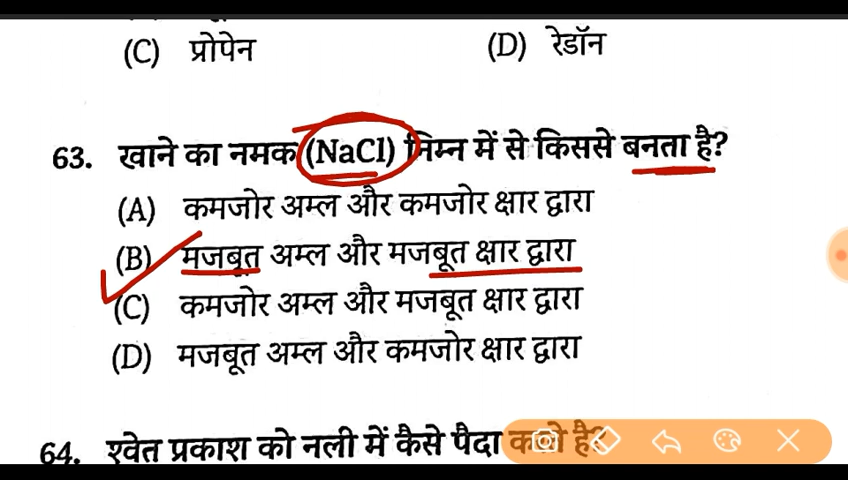 (C) प्रोपेन (D) रेडॉन
63. खाने का नमक (NaCl) निम्न में से किससे बनता है?
(A) कमजोर अम्ल और कमजोर क्षार द्वारा
(B) मजबूत अम्ल और मजबूत क्षार द्वारा
(C) कमजोर अम्ल और मजबूत क्षार द्वारा
(D) मजबूत अम्ल और कमजोर क्षार द्वारा
64. श्वेत प्रकाश को नली में कैसे पैदा है?